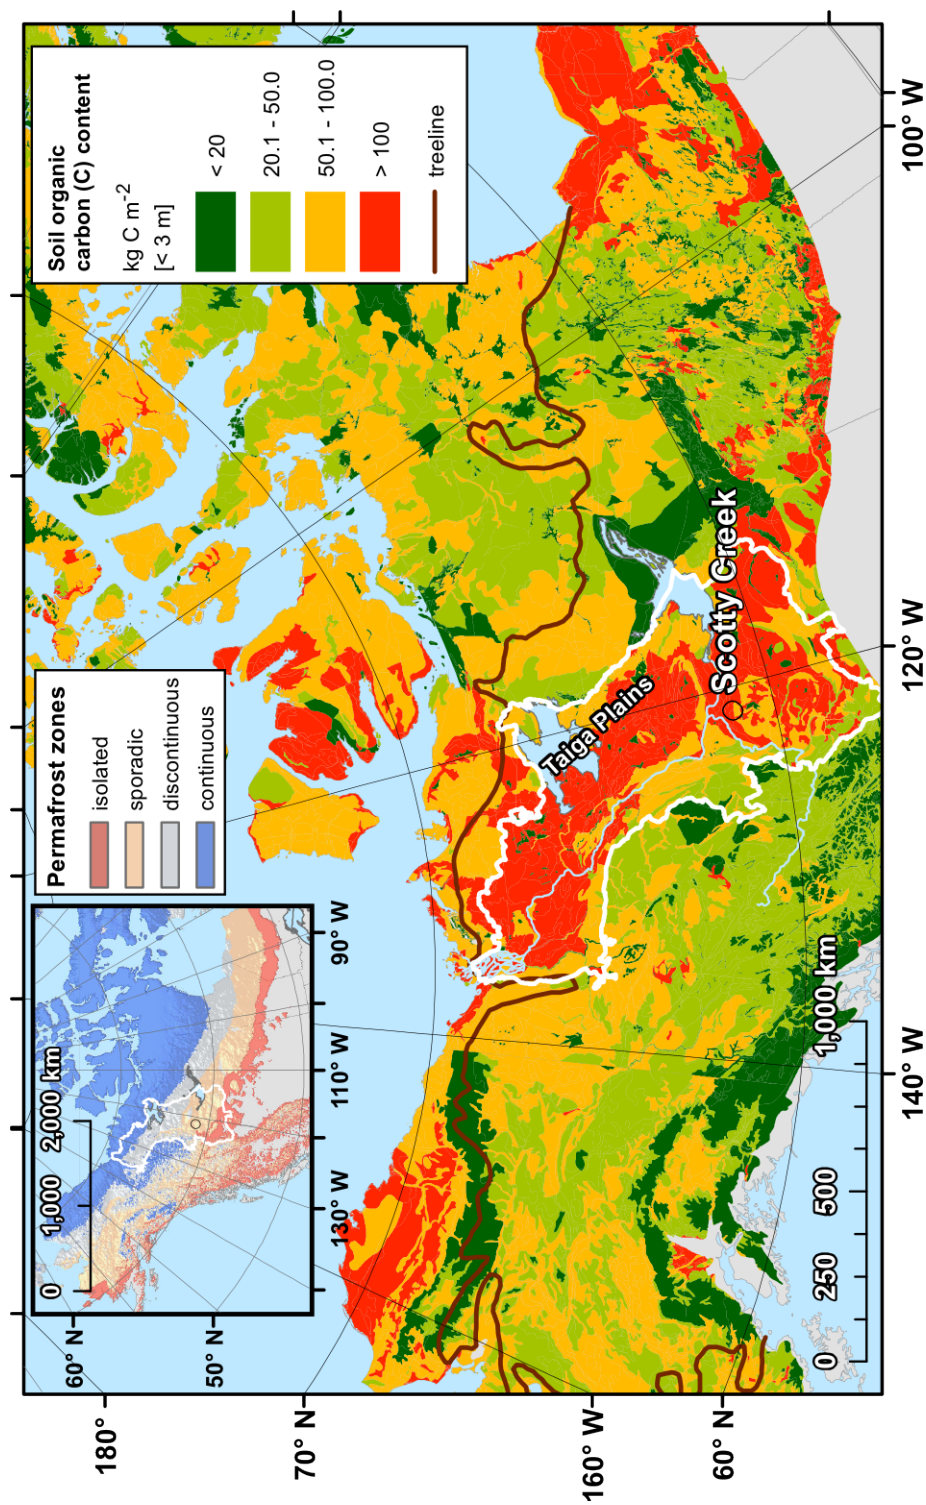 Soil organic
carbon (C) content
kg C m⁻²
[< 3 m]
< 20
20.1 - 50.0
50.1 - 100.0
> 100
treeline
Permafrost zones
isolated
sporadic
discontinuous
continuous
0 1,000 2,000 km
60° N
50° N
130° W
110° W
90° W
Taiga Plains
Scotty Creek
0 250 500 1,000 km
180°
70° N
160° W
60° N
140° W
120° W
100° W